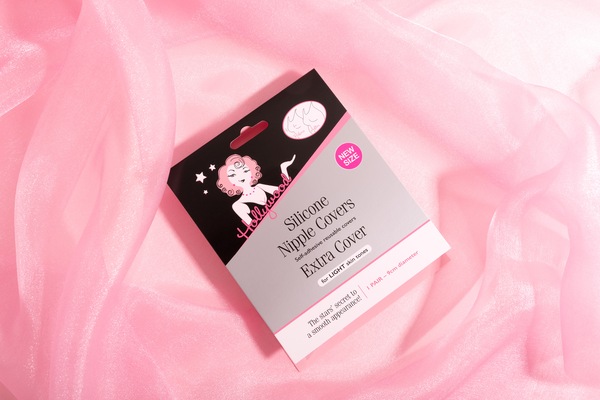 NEW
SIZE
Hollywood
Silicone
Nipple Covers
Self-adhesive reusable covers
Extra Cover
for LIGHT skin tones
The stars' secret to
a smooth appearance!
1 PAIR – 9cm diameter